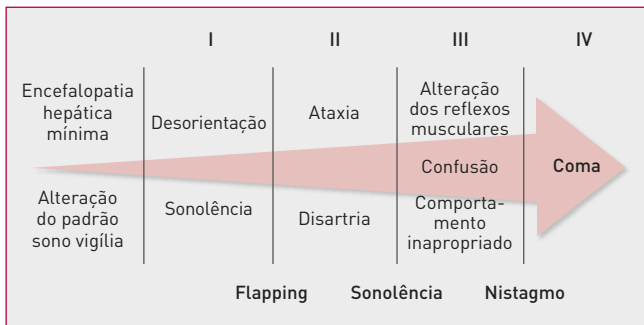 I II III IV
Encefalopatia
hepática
mínima
Desorientação
Ataxia
Alteração
dos reflexos
musculares
Confusão
Coma
Alteração
do padrão
sono vigília
Sonolência
Disartria
Comporta-
mento
inapropriado
Flapping Sonolência Nistagmo